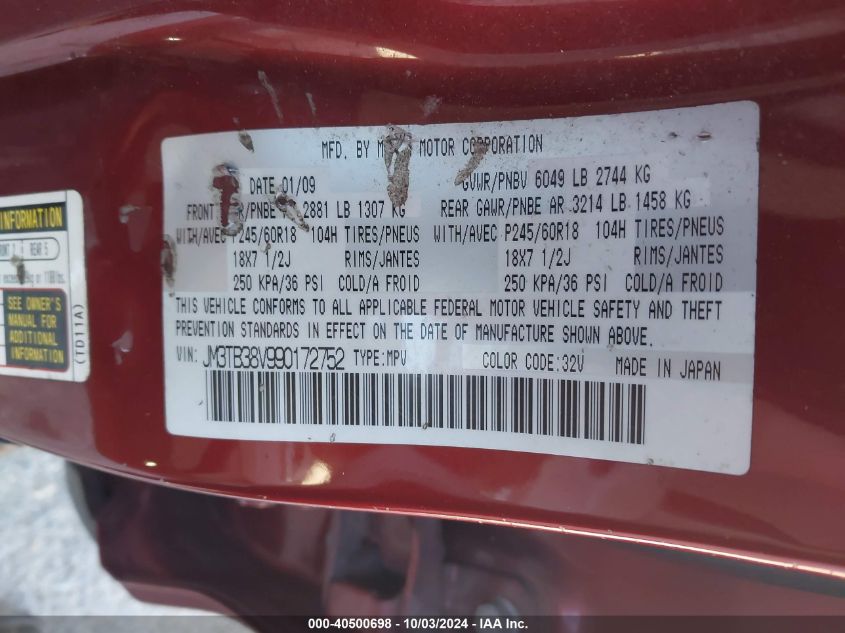 INFORMATION
FRONT 2 REAR 5
SEE OWNER'S
MANUAL FOR
ADDITIONAL
INFORMATION
(TD11A)
MFD. BY MOTOR CORPORATION
DATE 01/09
GVWR/PNBV 6049 LB 2744 KG
FRONT /PNBE 2881 LB 1307 KG
REAR GAWR/PNBE AR 3214 LB 1458 KG
WITH/AVEC P245/60R18 104H TIRES/PNEUS
WITH/AVEC P245/60R18 104H TIRES/PNEUS
18X7 1/2J RIMS/JANTES
18X7 1/2J RIMS/JANTES
250 KPA/36 PSI COLD/A FROID
250 KPA/36 PSI COLD/A FROID
THIS VEHICLE CONFORMS TO ALL APPLICABLE FEDERAL MOTOR VEHICLE SAFETY AND THEFT
PREVENTION STANDARDS IN EFFECT ON THE DATE OF MANUFACTURE SHOWN ABOVE.
VIN: JM3TB38V990172752 TYPE:MPV COLOR CODE:32V MADE IN JAPAN
000-40500698 - 10/03/2024 - IAA Inc.